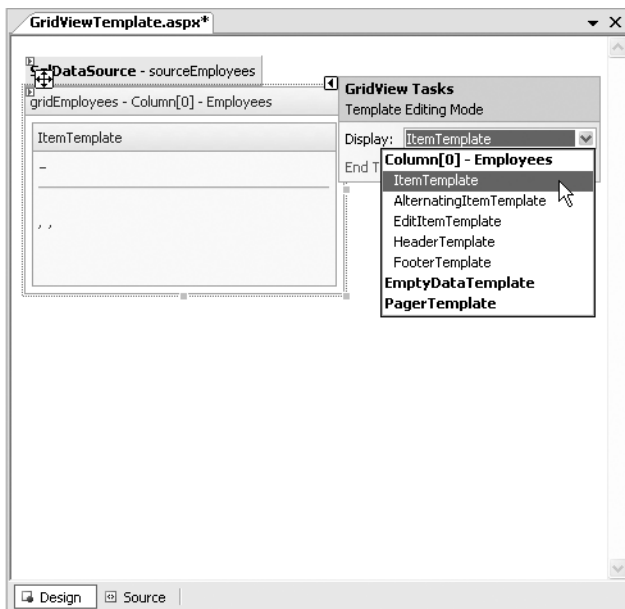 GridViewTemplate.aspx*
DataSource - sourceEmployees
gridEmployees - Column[0] - Employees
ItemTemplate
–
, ,
GridView Tasks
Template Editing Mode
Display: ItemTemplate
End T
Column[0] - Employees
ItemTemplate
AlternatingItemTemplate
EditItemTemplate
HeaderTemplate
FooterTemplate
EmptyDataTemplate
PagerTemplate
Design Source